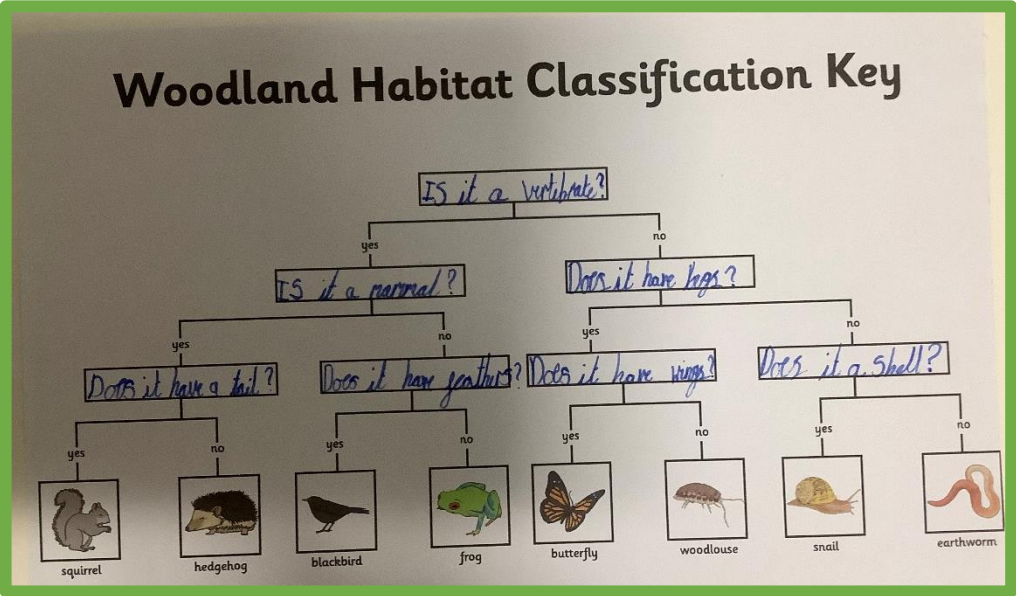 Woodland Habitat Classification Key
Is it a vertebrate?
yes no
Is it a mammal? Does it have legs?
yes no yes no
Does it have a tail? Does it have feathers? Does it have wings? Does it a shell?
yes no yes no yes no yes no
squirrel hedgehog blackbird frog butterfly woodlouse snail earthworm